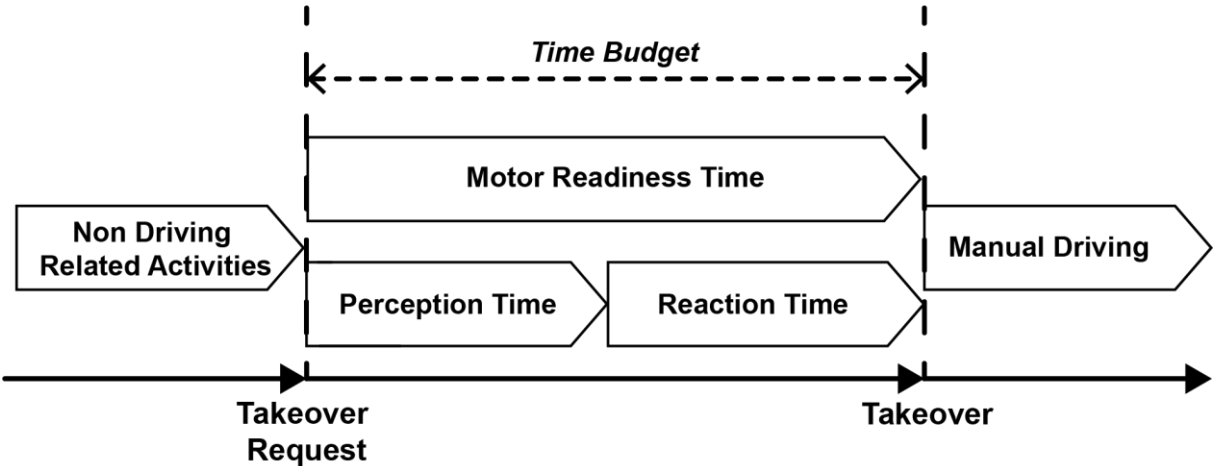 Time Budget
Motor Readiness Time
Non Driving
Related Activities
Manual Driving
Perception Time
Reaction Time
Takeover
Request
Takeover